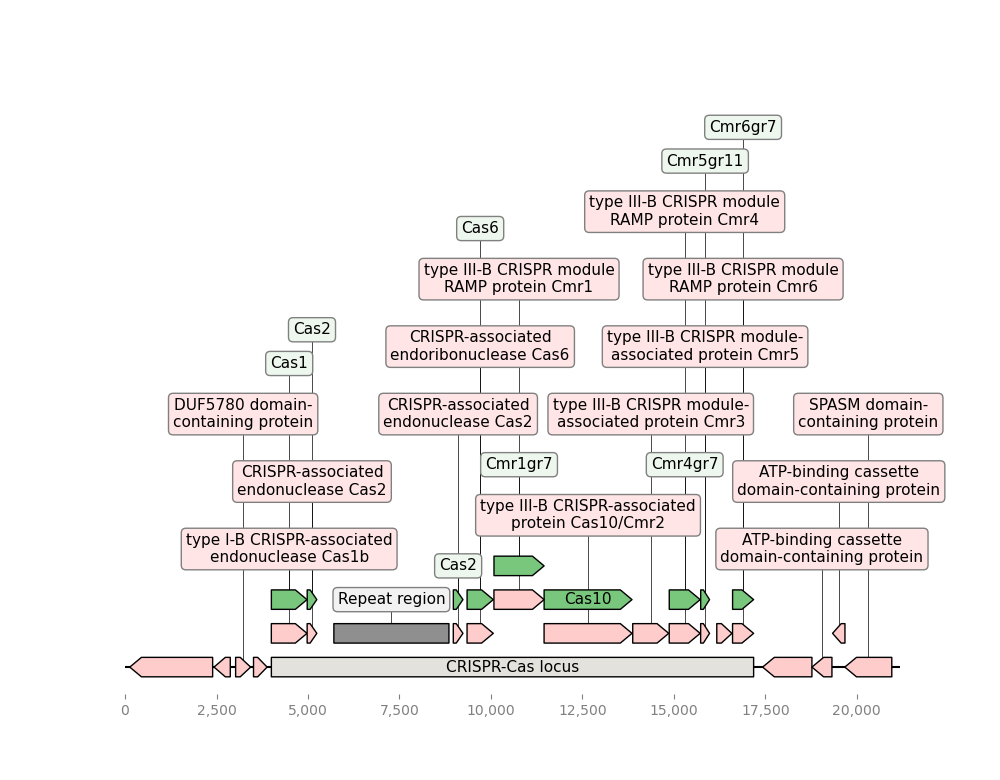 Cmr6gr7
Cmr5gr11
type III-B CRISPR module
RAMP protein Cmr4
Cas6
type III-B CRISPR module
RAMP protein Cmr1
type III-B CRISPR module
RAMP protein Cmr6
Cas2
Cas1
CRISPR-associated
endoribonuclease Cas6
type III-B CRISPR module-
associated protein Cmr5
DUF5780 domain-
containing protein
CRISPR-associated
endonuclease Cas2
type III-B CRISPR module-
associated protein Cmr3
SPASM domain-
containing protein
CRISPR-associated
endonuclease Cas2
Cmr1gr7
Cmr4gr7
ATP-binding cassette
domain-containing protein
type III-B CRISPR-associated
protein Cas10/Cmr2
type I-B CRISPR-associated
endonuclease Cas1b
ATP-binding cassette
domain-containing protein
Cas2
Repeat region
Cas10
CRISPR-Cas locus
0
2,500
5,000
7,500
10,000
12,500
15,000
17,500
20,000